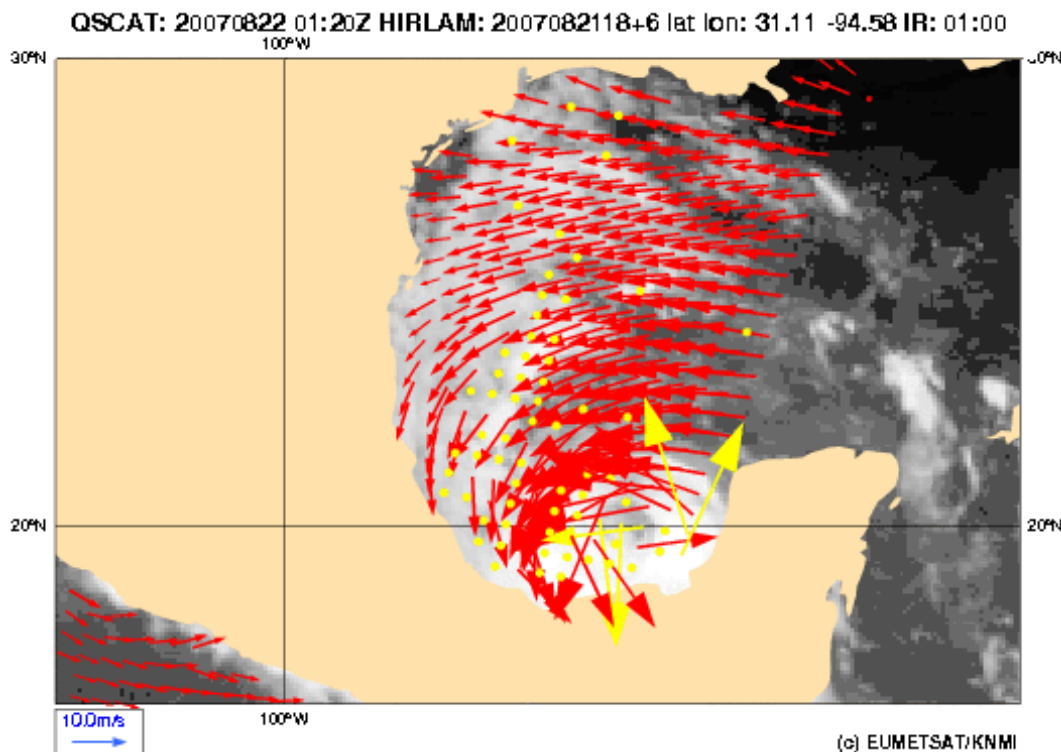 QSCAT: 20070822 01:20Z HIRLAM: 2007082118+6 lat lon: 31.11 -94.58 IR: 01:00
100°W
30°N
30°N
20°N
20°N
10.0m/s
100°W
(c) EUMETSAT/KNMI